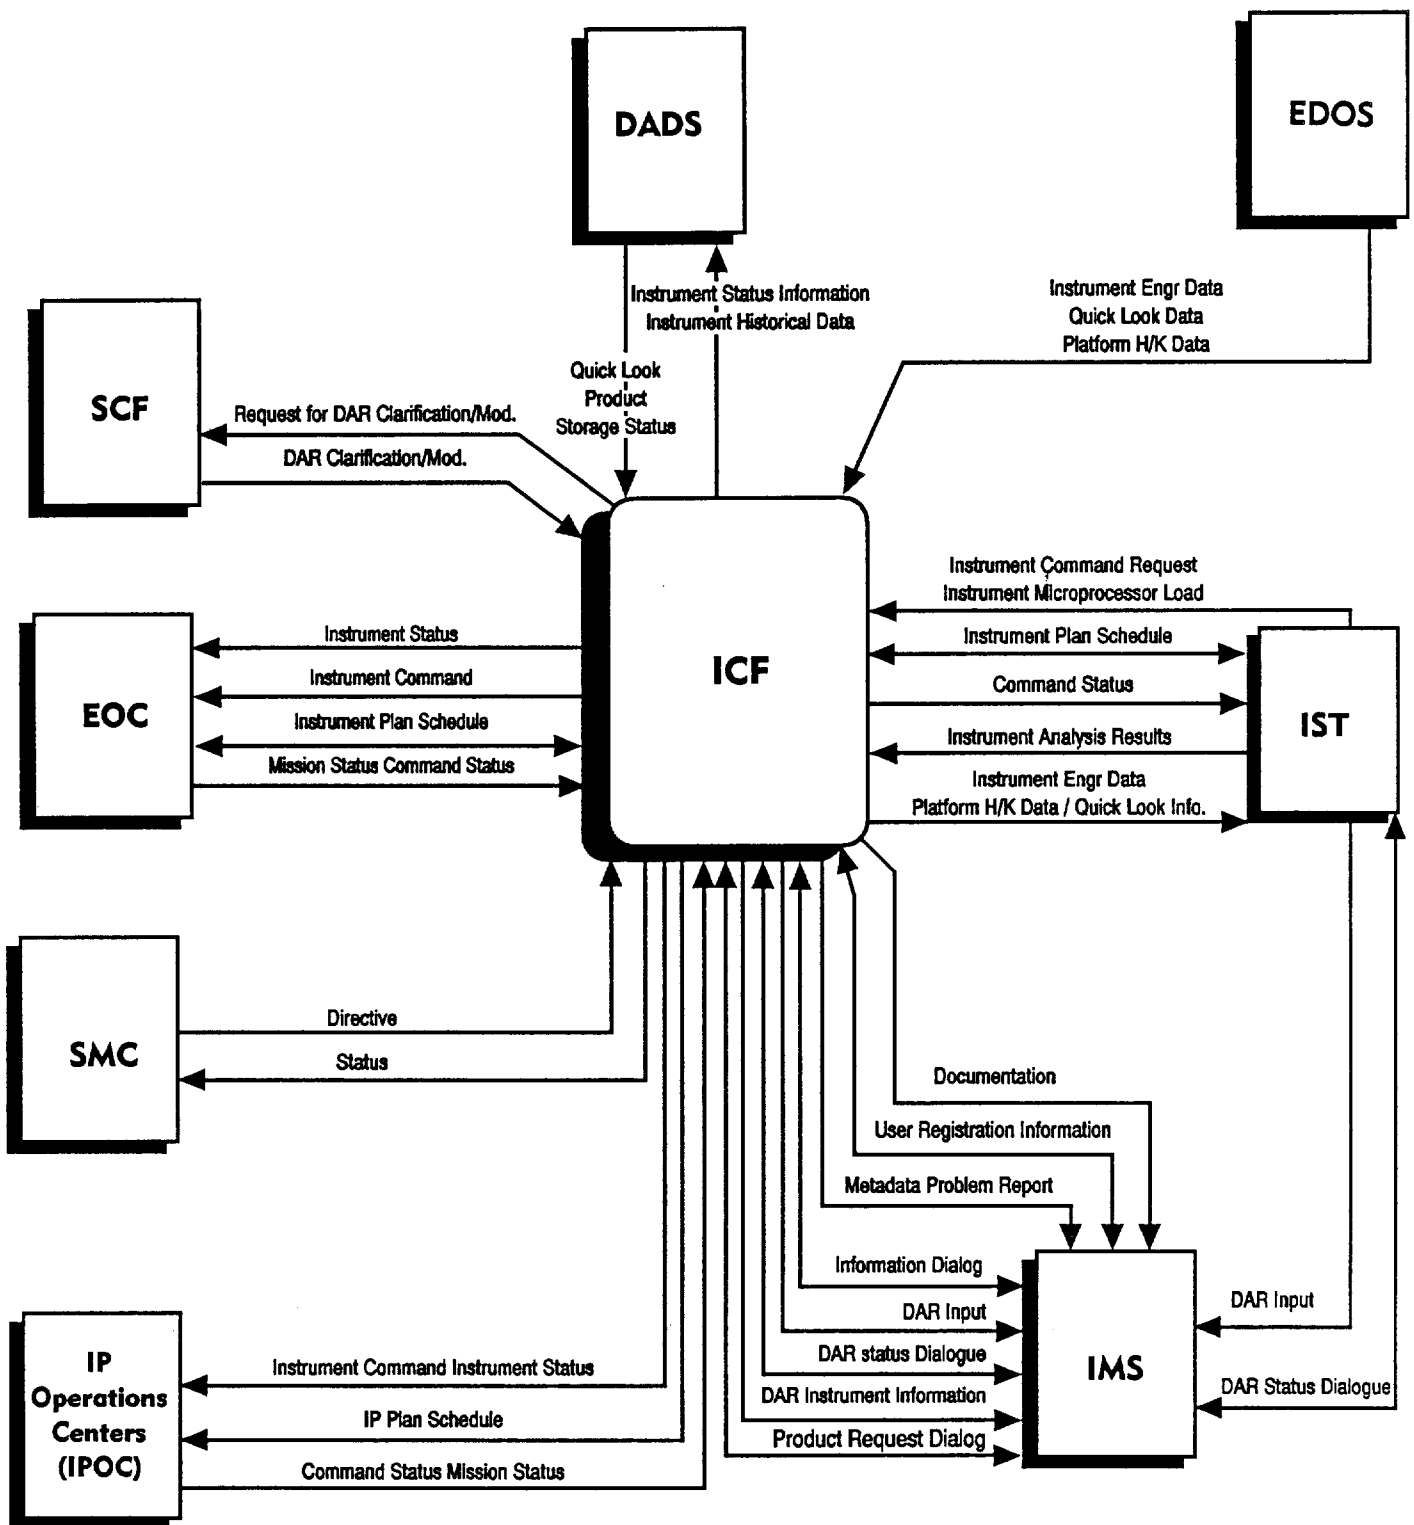 DADS
EDOS
Instrument Status Information
Instrument Historical Data
Instrument Engr Data
Quick Look Data
Platform H/K Data
Quick Look
Product
Storage Status
SCF
Request for DAR Clarification/Mod.
DAR Clarification/Mod.
ICF
Instrument Command Request
Instrument Microprocessor Load
Instrument Plan Schedule
Command Status
Instrument Analysis Results
Instrument Engr Data
Platform H/K Data / Quick Look Info.
IST
EOC
Instrument Status
Instrument Command
Instrument Plan Schedule
Mission Status Command Status
SMC
Directive
Status
Documentation
User Registration Information
Metadata Problem Report
Information Dialog
DAR Input
DAR status Dialogue
DAR Instrument Information
Product Request Dialog
IMS
DAR Input
DAR Status Dialogue
IP
Operations
Centers
(IPOC)
Instrument Command Instrument Status
IP Plan Schedule
Command Status Mission Status